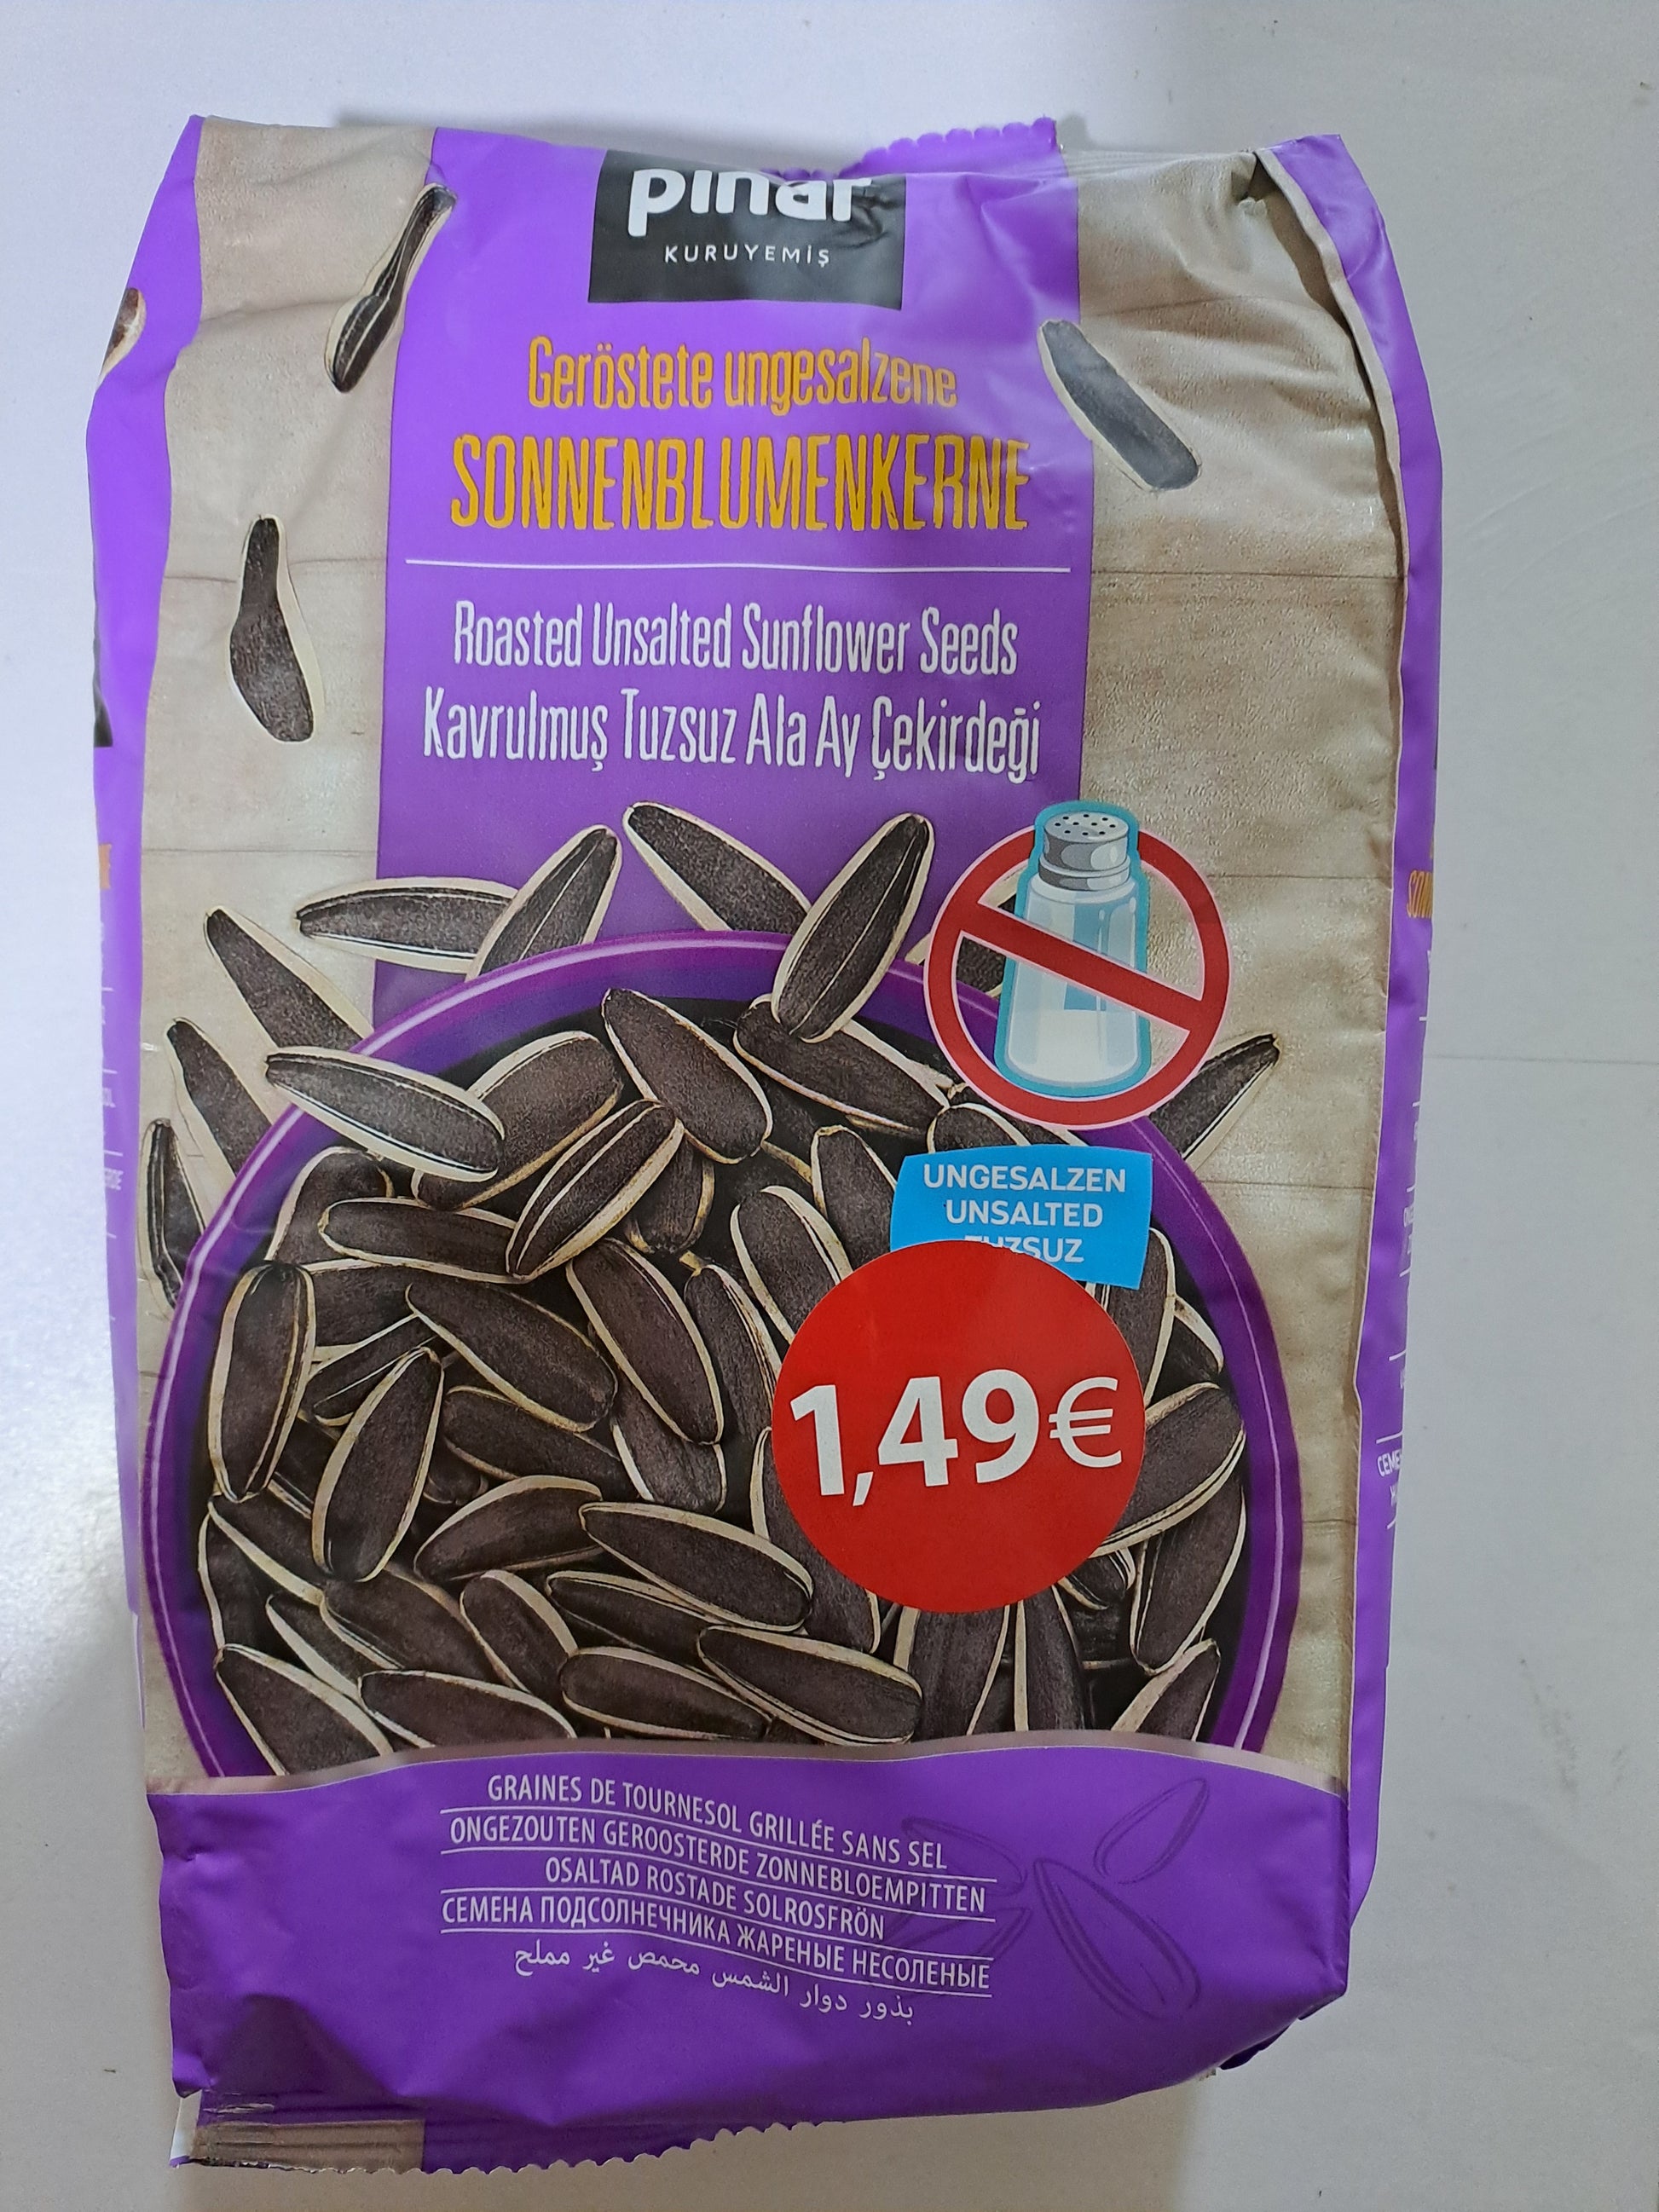 pınar
KURUYEMİŞ
Geröstete ungesalzene
SONNENBLUMENKERNE
Roasted Unsalted Sunflower Seeds
Kavrulmuş Tuzsuz Ala Ay Çekirdeği
UNGESALZEN
UNSALTED
TUZSUZ
1,49€
GRAINES DE TOURNESOL GRILLÉE SANS SEL
ONGEZOUTEN GEROOSTERDE ZONNEBLOEMPITTEN
OSALTAD ROSTADE SOLROSFRÖN
СЕМЕНА ПОДСОЛНЕЧНИКА ЖАРЕНЫЕ НЕСОЛЕНЫЕ
بذور دوار الشمس محمص غير مملح